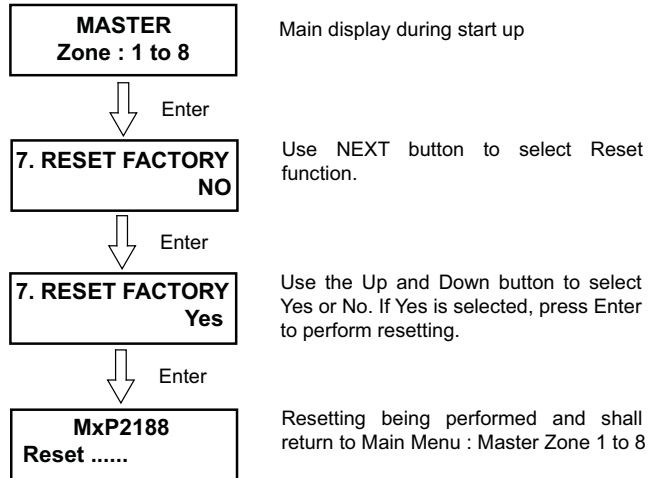 MASTER
Zone : 1 to 8
Main display during start up
Enter
7. RESET FACTORY
NO
Use NEXT button to select Reset
function.
Enter
7. RESET FACTORY
Yes
Use the Up and Down button to select
Yes or No. If Yes is selected, press Enter
to perform resetting.
Enter
MxP2188
Reset ......
Resetting being performed and shall
return to Main Menu : Master Zone 1 to 8